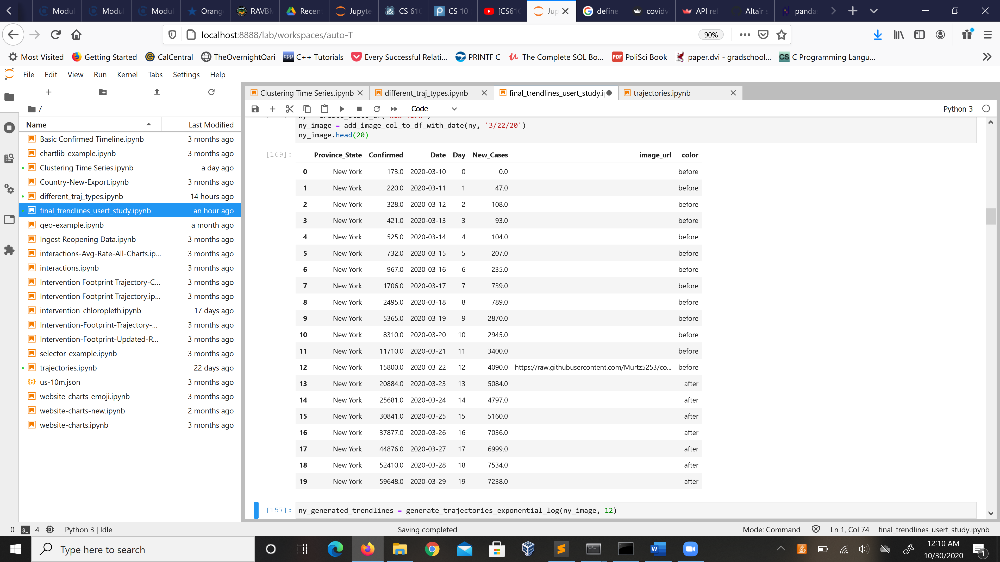 Modul
Modul
Modul
Orang
RAVBM
Recent
Jupyte
CS 61C
CS 10
[CS61C
Jup
define
covidv
API ref
Altair s
panda
localhost:8888/lab/workspaces/auto-T
90%
Most Visited
Getting Started
CalCentral
TheOvernightQari
cpp C++ Tutorials
Every Successful Relati...
PRINTF C
The Complete SQL Bo...
PDF PoliSci Book
paper.dvi - gradschool...
CS C Programming Langu...
File Edit View Run Kernel Tabs Settings Help
/
Name Last Modified
Basic Confirmed Timeline.ipynb 3 months ago
chartlib-example.ipynb 3 months ago
Clustering Time Series.ipynb a day ago
Country-New-Export.ipynb 3 months ago
different_traj_types.ipynb 14 hours ago
final_trendlines_usert_study.ipynb an hour ago
geo-example.ipynb a month ago
Ingest Reopening Data.ipynb 3 months ago
interactions-Avg-Rate-All-Charts.ip... 3 months ago
interactions.ipynb 3 months ago
Intervention Footprint Trajectory-C... 3 months ago
Intervention Footprint Trajectory.ip... 3 months ago
intervention_chloropleth.ipynb 17 days ago
Intervention-Footprint-Trajectory-... 3 months ago
Intervention-Footprint-Updated-R... 3 months ago
selector-example.ipynb 3 months ago
trajectories.ipynb 22 days ago
us-10m.json 3 months ago
website-charts-emoji.ipynb 3 months ago
website-charts-new.ipynb 2 months ago
website-charts.ipynb 3 months ago
Clustering Time Series.ipynb
different_traj_types.ipynb
final_trendlines_usert_study.i
trajectories.ipynb
Code
Python 3
ny = create_state_df('New York')
ny_image = add_image_col_to_df_with_date(ny, '3/22/20')
ny_image.head(20)
[169]: Province_State Confirmed Date Day New_Cases image_url color
0 New York 173.0 2020-03-10 0 0.0 before
1 New York 220.0 2020-03-11 1 47.0 before
2 New York 328.0 2020-03-12 2 108.0 before
3 New York 421.0 2020-03-13 3 93.0 before
4 New York 525.0 2020-03-14 4 104.0 before
5 New York 732.0 2020-03-15 5 207.0 before
6 New York 967.0 2020-03-16 6 235.0 before
7 New York 1706.0 2020-03-17 7 739.0 before
8 New York 2495.0 2020-03-18 8 789.0 before
9 New York 5365.0 2020-03-19 9 2870.0 before
10 New York 8310.0 2020-03-20 10 2945.0 before
11 New York 11710.0 2020-03-21 11 3400.0 before
12 New York 15800.0 2020-03-22 12 4090.0 https://raw.githubusercontent.com/Murtz5253/co... before
13 New York 20884.0 2020-03-23 13 5084.0 after
14 New York 25681.0 2020-03-24 14 4797.0 after
15 New York 30841.0 2020-03-25 15 5160.0 after
16 New York 37877.0 2020-03-26 16 7036.0 after
17 New York 44876.0 2020-03-27 17 6999.0 after
18 New York 52410.0 2020-03-28 18 7534.0 after
19 New York 59648.0 2020-03-29 19 7238.0 after
[157]: ny_generated_trendlines = generate_trajectories_exponential_log(ny_image, 12)
0 $_ 4 Python 3 | Idle Saving completed Mode: Command Ln 1, Col 74 final_trendlines_usert_study.ipynb
Type here to search
12:10 AM
10/30/2020
1